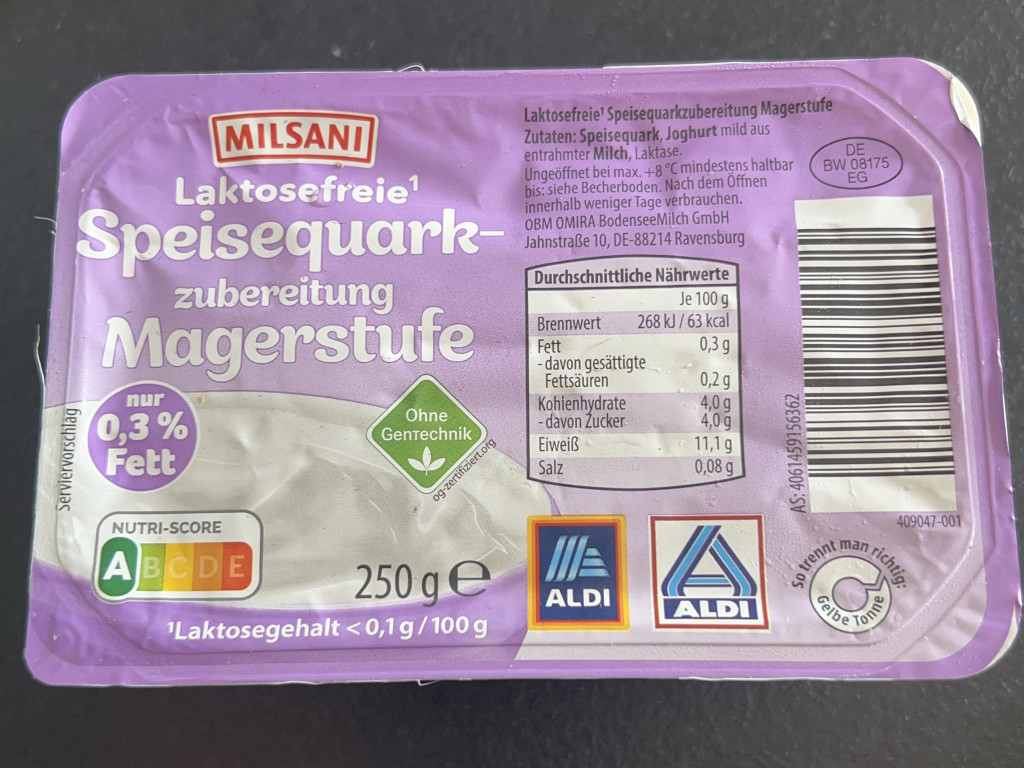 MILSANI
Laktosefreie¹
Speisequark-
zubereitung
Magerstufe
nur
0,3 %
Fett
Serviervorschlag
Ohne
GenTechnik
og-zertifiziert.org
NUTRI-SCORE
A B C D E
250 g e
¹Laktosegehalt < 0,1 g / 100 g
Laktosefreie¹ Speisequarkzubereitung Magerstufe
Zutaten: Speisequark, Joghurt mild aus
entrahmter Milch, Laktase.
Ungeöffnet bei max. +8 °C mindestens haltbar
bis: siehe Becherboden. Nach dem Öffnen
innerhalb weniger Tage verbrauchen.
OBM OMIRA BodenseeMilch GmbH
Jahnstraße 10, DE-88214 Ravensburg
DE
BW 08175
EG
Durchschnittliche Nährwerte
Je 100 g
Brennwert 268 kJ / 63 kcal
Fett 0,3 g
- davon gesättigte
Fettsäuren 0,2 g
Kohlenhydrate 4,0 g
- davon Zucker 4,0 g
Eiweiß 11,1 g
Salz 0,08 g
AS: 4061459156362
409047-001
ALDI
ALDI
So trennt man richtig:
Gelbe Tonne